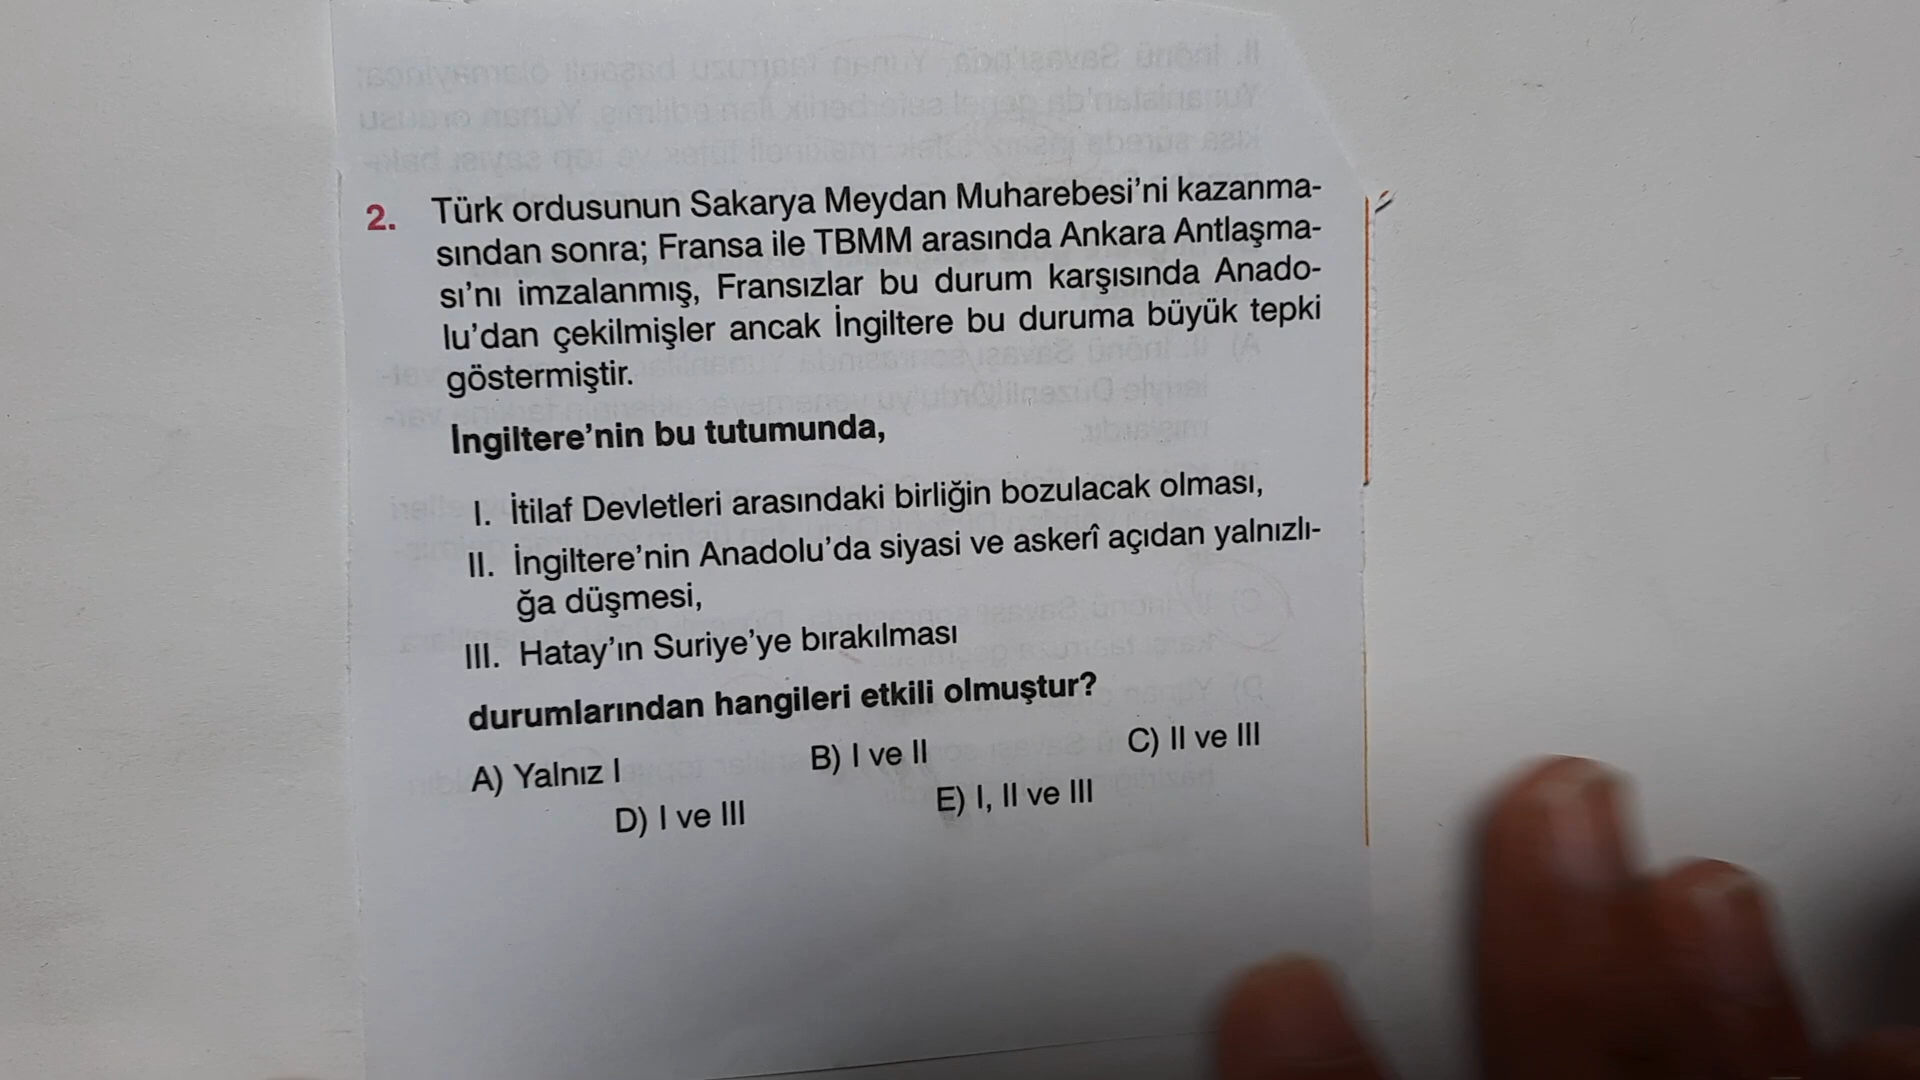 2. Türk ordusunun Sakarya Meydan Muharebesi'ni kazanma-
sından sonra; Fransa ile TBMM arasında Ankara Antlaşma-
sı'nı imzalanmış, Fransızlar bu durum karşısında Anado-
lu'dan çekilmişler ancak İngiltere bu duruma büyük tepki
göstermiştir.
İngiltere'nin bu tutumunda,
I. İtilaf Devletleri arasındaki birliğin bozulacak olması,
II. İngiltere'nin Anadolu'da siyasi ve askerî açıdan yalnızlı-
ğa düşmesi,
III. Hatay'ın Suriye'ye bırakılması
durumlarından hangileri etkili olmuştur?
A) Yalnız I B) I ve II C) II ve III
D) I ve III E) I, II ve III